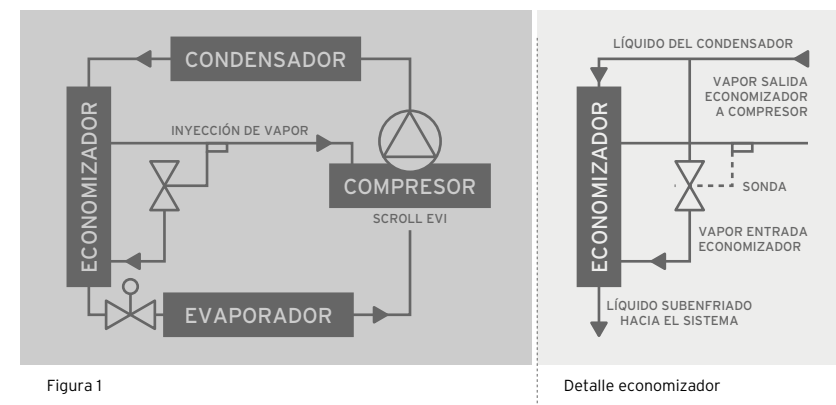 CONDENSADOR
ECONOMIZADOR
INYECCIÓN DE VAPOR
COMPRESOR
SCROLL EVI
EVAPORADOR
Figura 1
LÍQUIDO DEL CONDENSADOR
VAPOR SALIDA
ECONOMIZADOR
A COMPRESOR
ECONOMIZADOR
SONDA
VAPOR ENTRADA
ECONOMIZADOR
LÍQUIDO SUBENFRIADO
HACIA EL SISTEMA
Detalle economizador